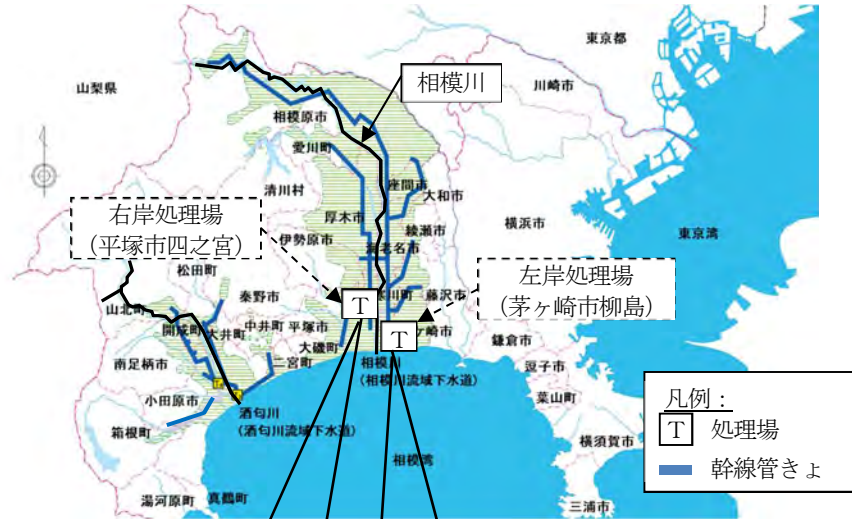 東京都
山梨県
相模川
川崎市
相模原市
愛川町
座間市
大和市
清川村
右岸処理場
(平塚市四之宮)
厚木市
綾瀬市
横浜市
伊勢原市
海老名市
東京湾
松田町
左岸処理場
(茅ヶ崎市柳島)
秦野市
寒川町
藤沢市
山北町
T
開成町
大井町
中井町
平塚市
T
ヶ崎市
大磯町
鎌倉市
南足柄市
二宮町
相模川
(相模川流域下水道)
逗子市
小田原市
酒匂川
(酒匂川流域下水道)
葉山町
箱根町
横須賀市
相模湾
湯河原町
真鶴町
三浦市
凡例:
T 処理場
幹線管きょ